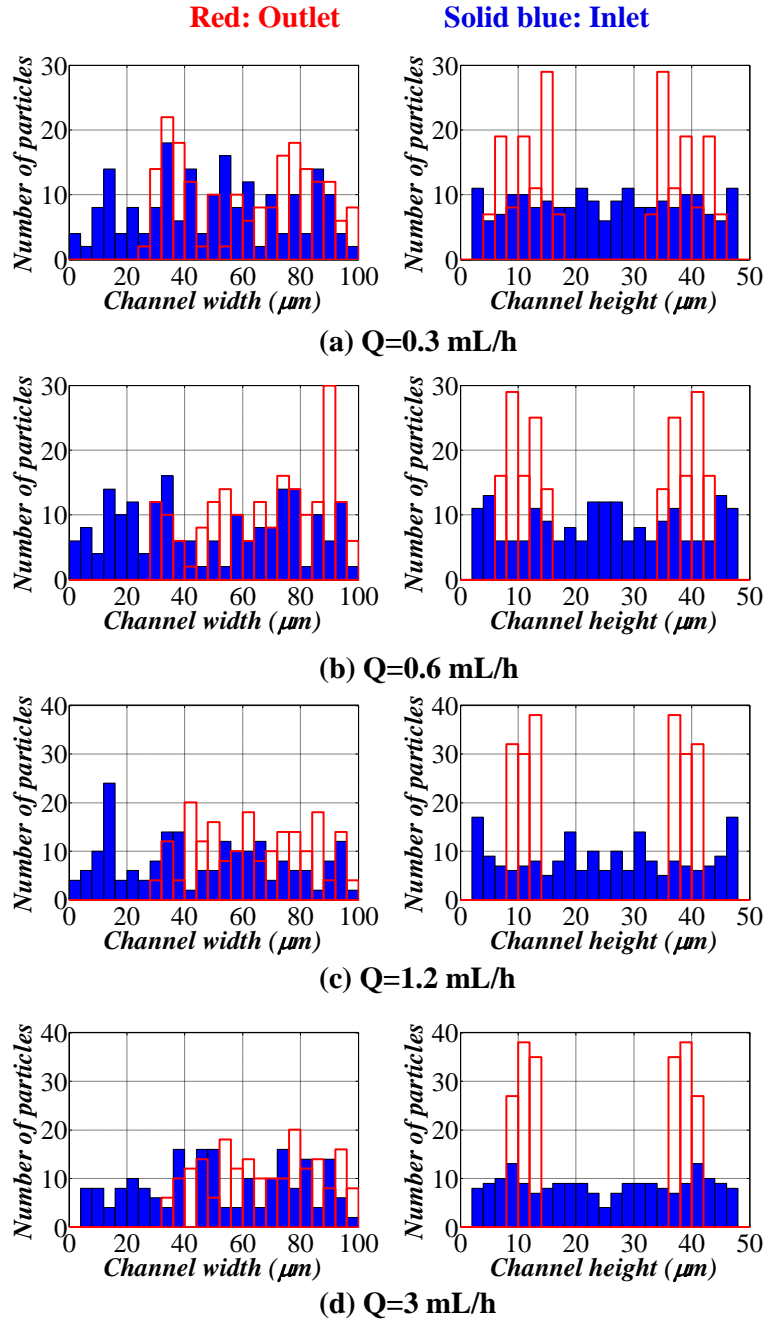 Red: Outlet Solid blue: Inlet
30
20
10
0
Number of particles
0 20 40 60 80 100
Channel width (μm)
30
20
10
0
Number of particles
0 10 20 30 40 50
Channel height (μm)
(a) Q=0.3 mL/h
30
20
10
0
Number of particles
0 20 40 60 80 100
Channel width (μm)
30
20
10
0
Number of particles
0 10 20 30 40 50
Channel height (μm)
(b) Q=0.6 mL/h
40
30
20
10
0
Number of particles
0 20 40 60 80 100
Channel width (μm)
40
30
20
10
0
Number of particles
0 10 20 30 40 50
Channel height (μm)
(c) Q=1.2 mL/h
40
30
20
10
0
Number of particles
0 20 40 60 80 100
Channel width (μm)
40
30
20
10
0
Number of particles
0 10 20 30 40 50
Channel height (μm)
(d) Q=3 mL/h